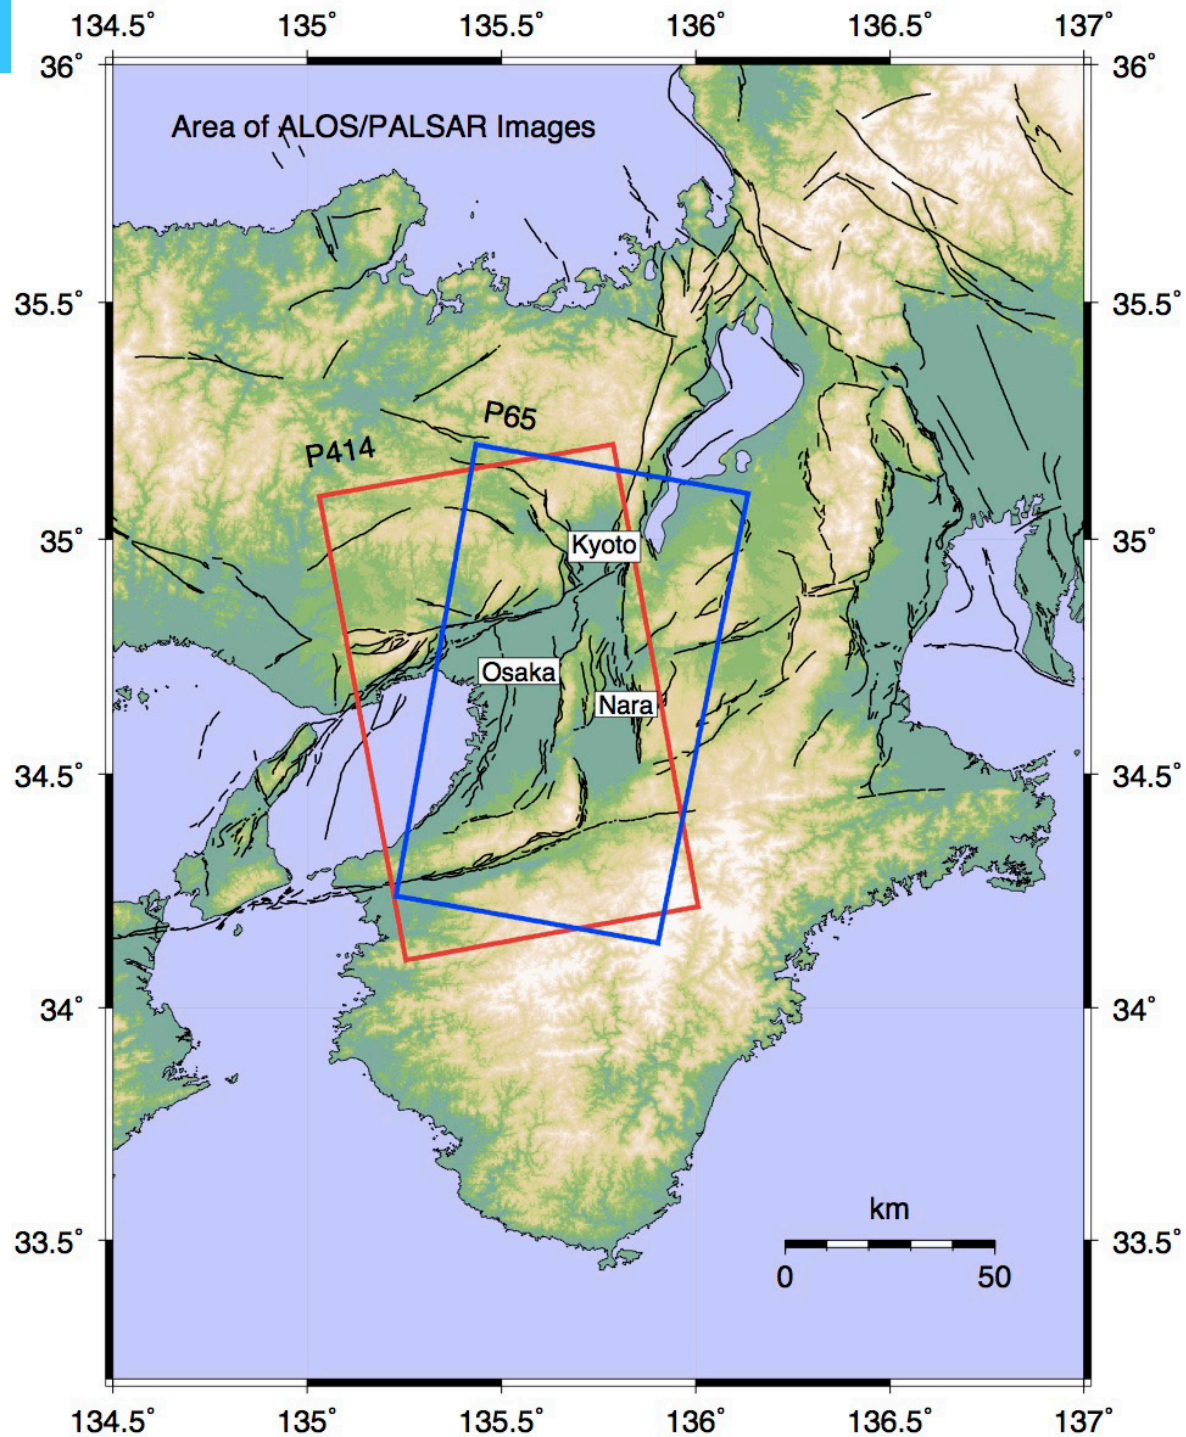 134.5˚ 135˚ 135.5˚ 136˚ 136.5˚ 137˚
36˚ 36˚
Area of ALOS/PALSAR Images
35.5˚ 35.5˚
P65
P414
35˚ 35˚
Kyoto
Osaka
Nara
34.5˚ 34.5˚
34˚ 34˚
km
33.5˚ 33.5˚
0 50
134.5˚ 135˚ 135.5˚ 136˚ 136.5˚ 137˚